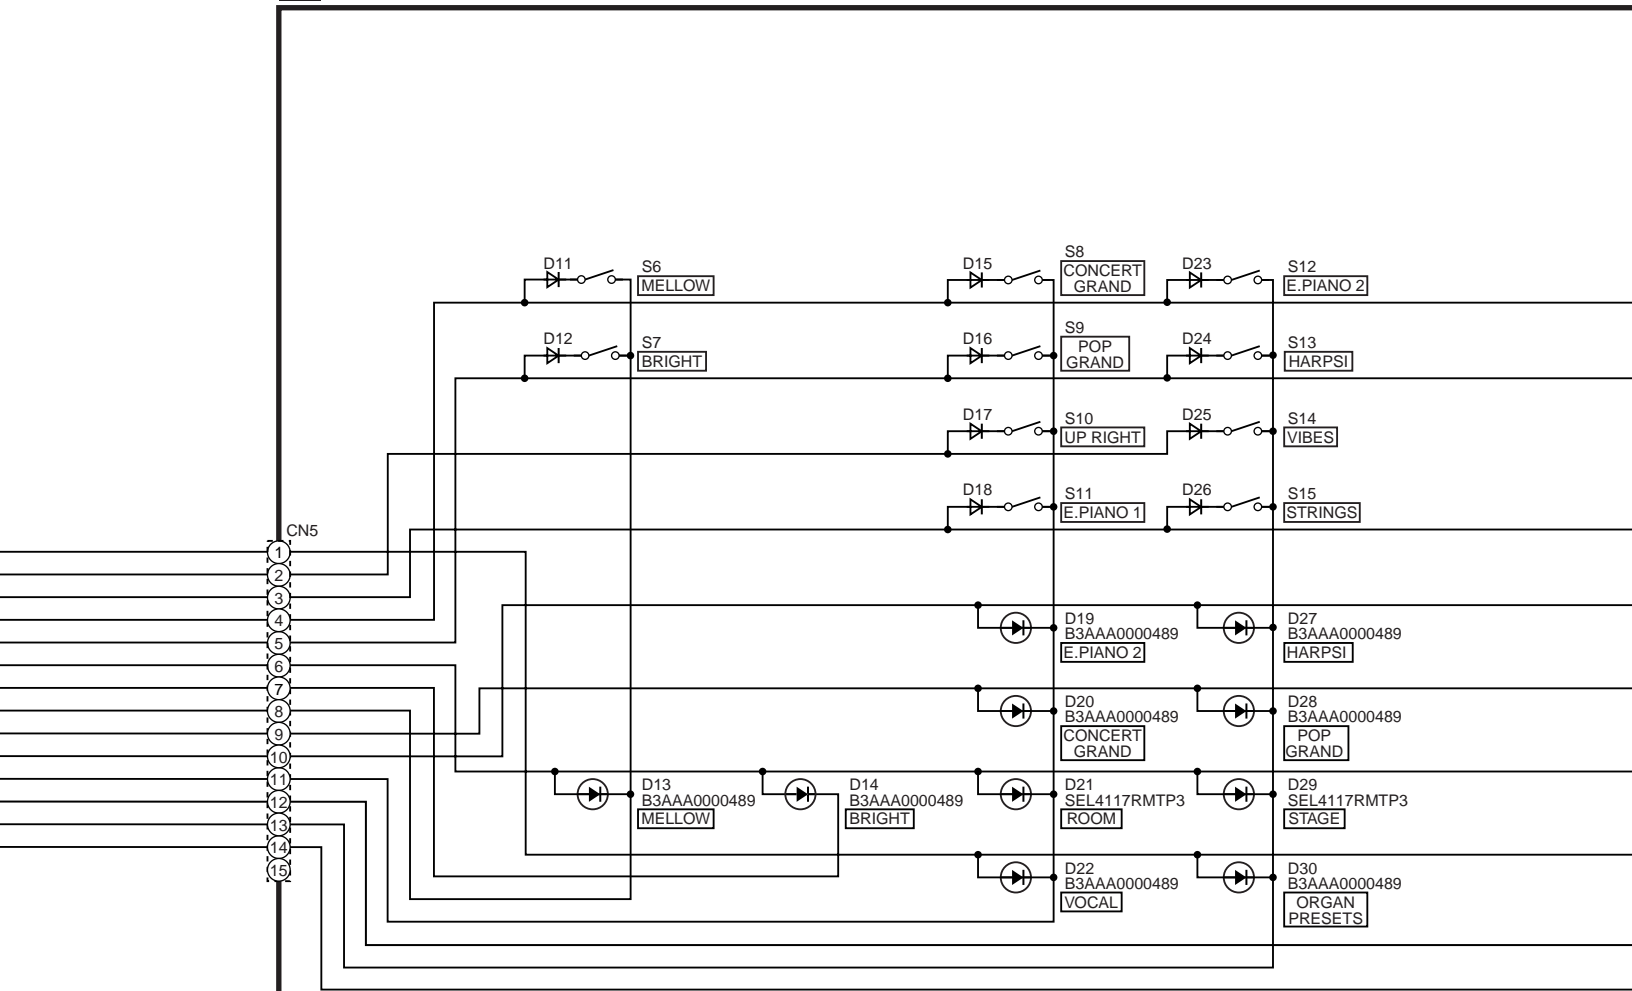 D11
S6
MELLOW
D15
S8
CONCERT
GRAND
D23
S12
E.PIANO 2
D12
S7
BRIGHT
D16
S9
POP
GRAND
D24
S13
HARPSI
D17
S10
UP RIGHT
D25
S14
VIBES
D18
S11
E.PIANO 1
D26
S15
STRINGS
CN5
1
2
3
4
5
6
7
8
9
10
11
12
13
14
15
D19
B3AAA0000489
E.PIANO 2
D27
B3AAA0000489
HARPSI
D20
B3AAA0000489
CONCERT
GRAND
D28
B3AAA0000489
POP
GRAND
D13
B3AAA0000489
MELLOW
D14
B3AAA0000489
BRIGHT
D21
SEL4117RMTP3
ROOM
D29
SEL4117RMTP3
STAGE
D22
B3AAA0000489
VOCAL
D30
B3AAA0000489
ORGAN
PRESETS